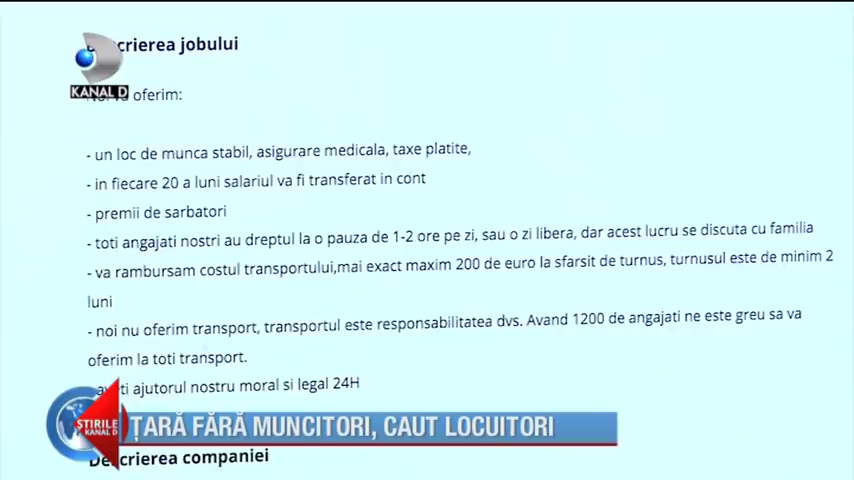 Descrierea jobului
KANAL D
oferim:
- un loc de munca stabil, asigurare medicala, taxe platite,
- in fiecare 20 a luni salariul va fi transferat in cont
- premii de sarbatori
- toti angajati nostri au dreptul la o pauza de 1-2 ore pe zi, sau o zi libera, dar acest lucru se discuta cu familia
- va rambursam costul transportului,mai exact maxim 200 de euro la sfarsit de turnus, turnusul este de minim 2
luni
- noi nu oferim transport, transportul este responsabilitatea dvs. Avand 1200 de angajati ne este greu sa va
oferim la toti transport.
- aveti ajutorul nostru moral si legal 24H
ȘTIRILE
KANAL D
ȚARĂ FĂRĂ MUNCITORI, CAUT LOCUITORI
Descrierea companiei